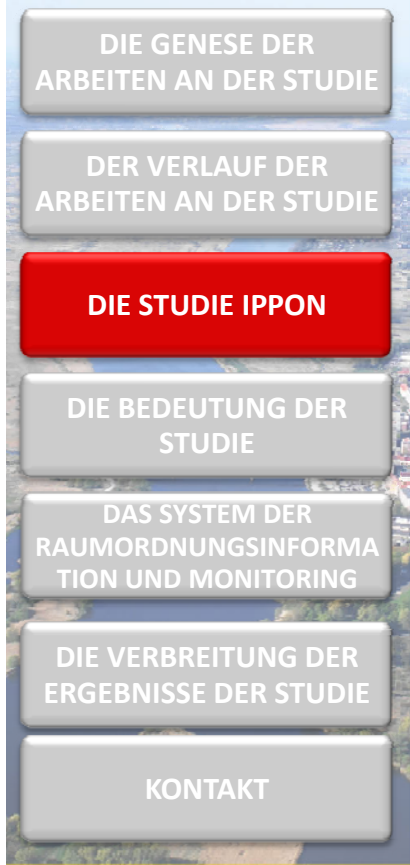 DIE GENESE DER
ARBEITEN AN DER STUDIE
DER VERLAUF DER
ARBEITEN AN DER STUDIE
DIE STUDIE IPPON
DIE BEDEUTUNG DER
STUDIE
DAS SYSTEM DER
RAUMORDNUNGSINFORMA
TION UND MONITORING
DIE VERBREITUNG DER
ERGEBNISSE DER STUDIE
KONTAKT